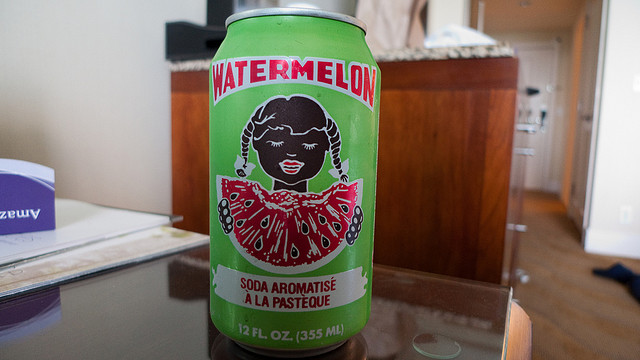 WATERMELON
SODA AROMATISÉ
À LA PASTÈQUE
12 FL. OZ. (355 ML)
Amaz